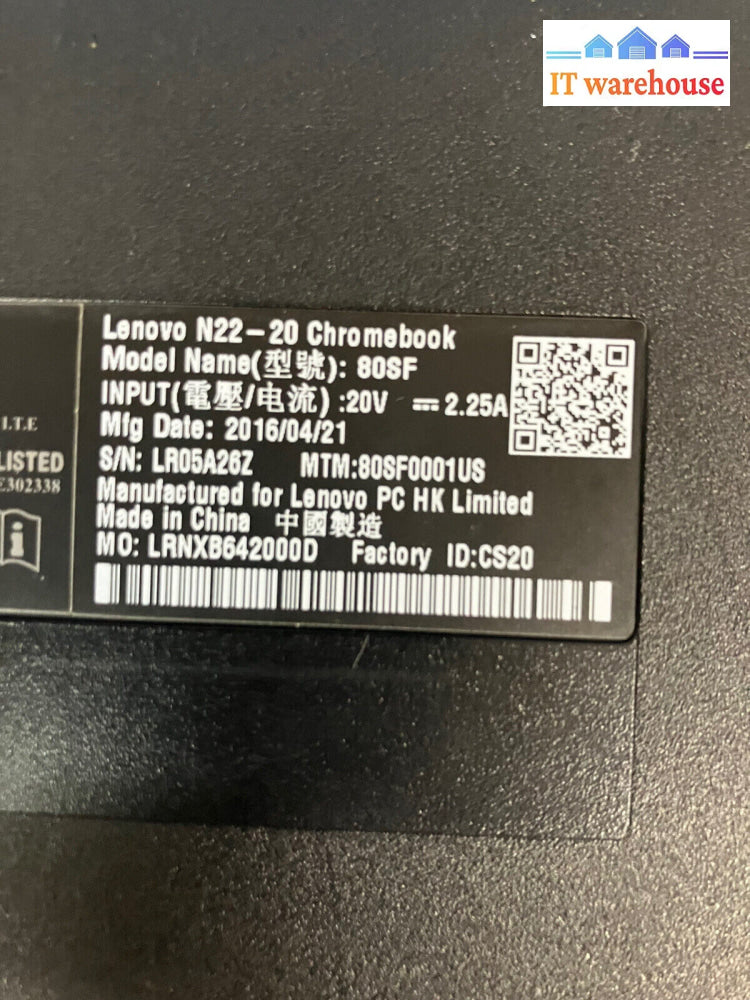 IT warehouse
Lenovo N22-20 Chromebook
Model Name(型號): 80SF
INPUT(電壓/电流) :20V ⎓ 2.25A
Mfg Date: 2016/04/21
S/N: LR05A26Z MTM:80SF0001US
Manufactured for Lenovo PC HK Limited
Made in China 中國製造
MO: LRNXB642000D Factory ID:CS20
I.T.E
LISTED
E302338